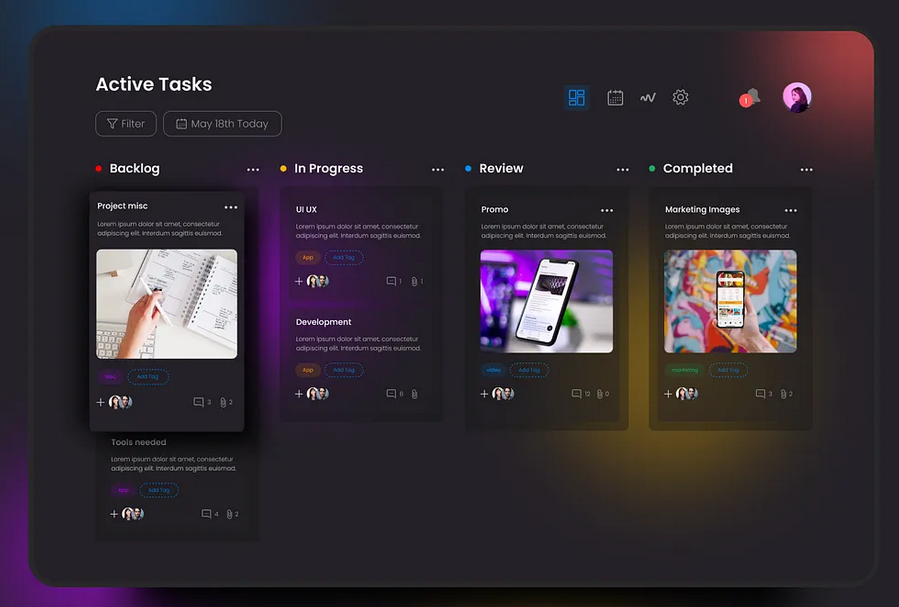 Active Tasks
Filter
May 18th Today
1
Backlog
Project misc
Lorem ipsum dolor sit amet, consectetur
adipiscing elit. Interdum sagittis euismod.
Misc
Add Tag
3
2
Tools needed
Lorem ipsum dolor sit amet, consectetur
adipiscing elit. Interdum sagittis euismod.
App
Add Tag
4
2
In Progress
UI UX
Lorem ipsum dolor sit amet, consectetur
adipiscing elit. Interdum sagittis euismod.
App
Add Tag
1
1
Development
Lorem ipsum dolor sit amet, consectetur
adipiscing elit. Interdum sagittis euismod.
App
Add Tag
6
Review
Promo
Lorem ipsum dolor sit amet, consectetur
adipiscing elit. Interdum sagittis euismod.
video
Add Tag
12
0
Completed
Marketing Images
Lorem ipsum dolor sit amet, consectetur
adipiscing elit. Interdum sagittis euismod.
marketing
Add Tag
3
2